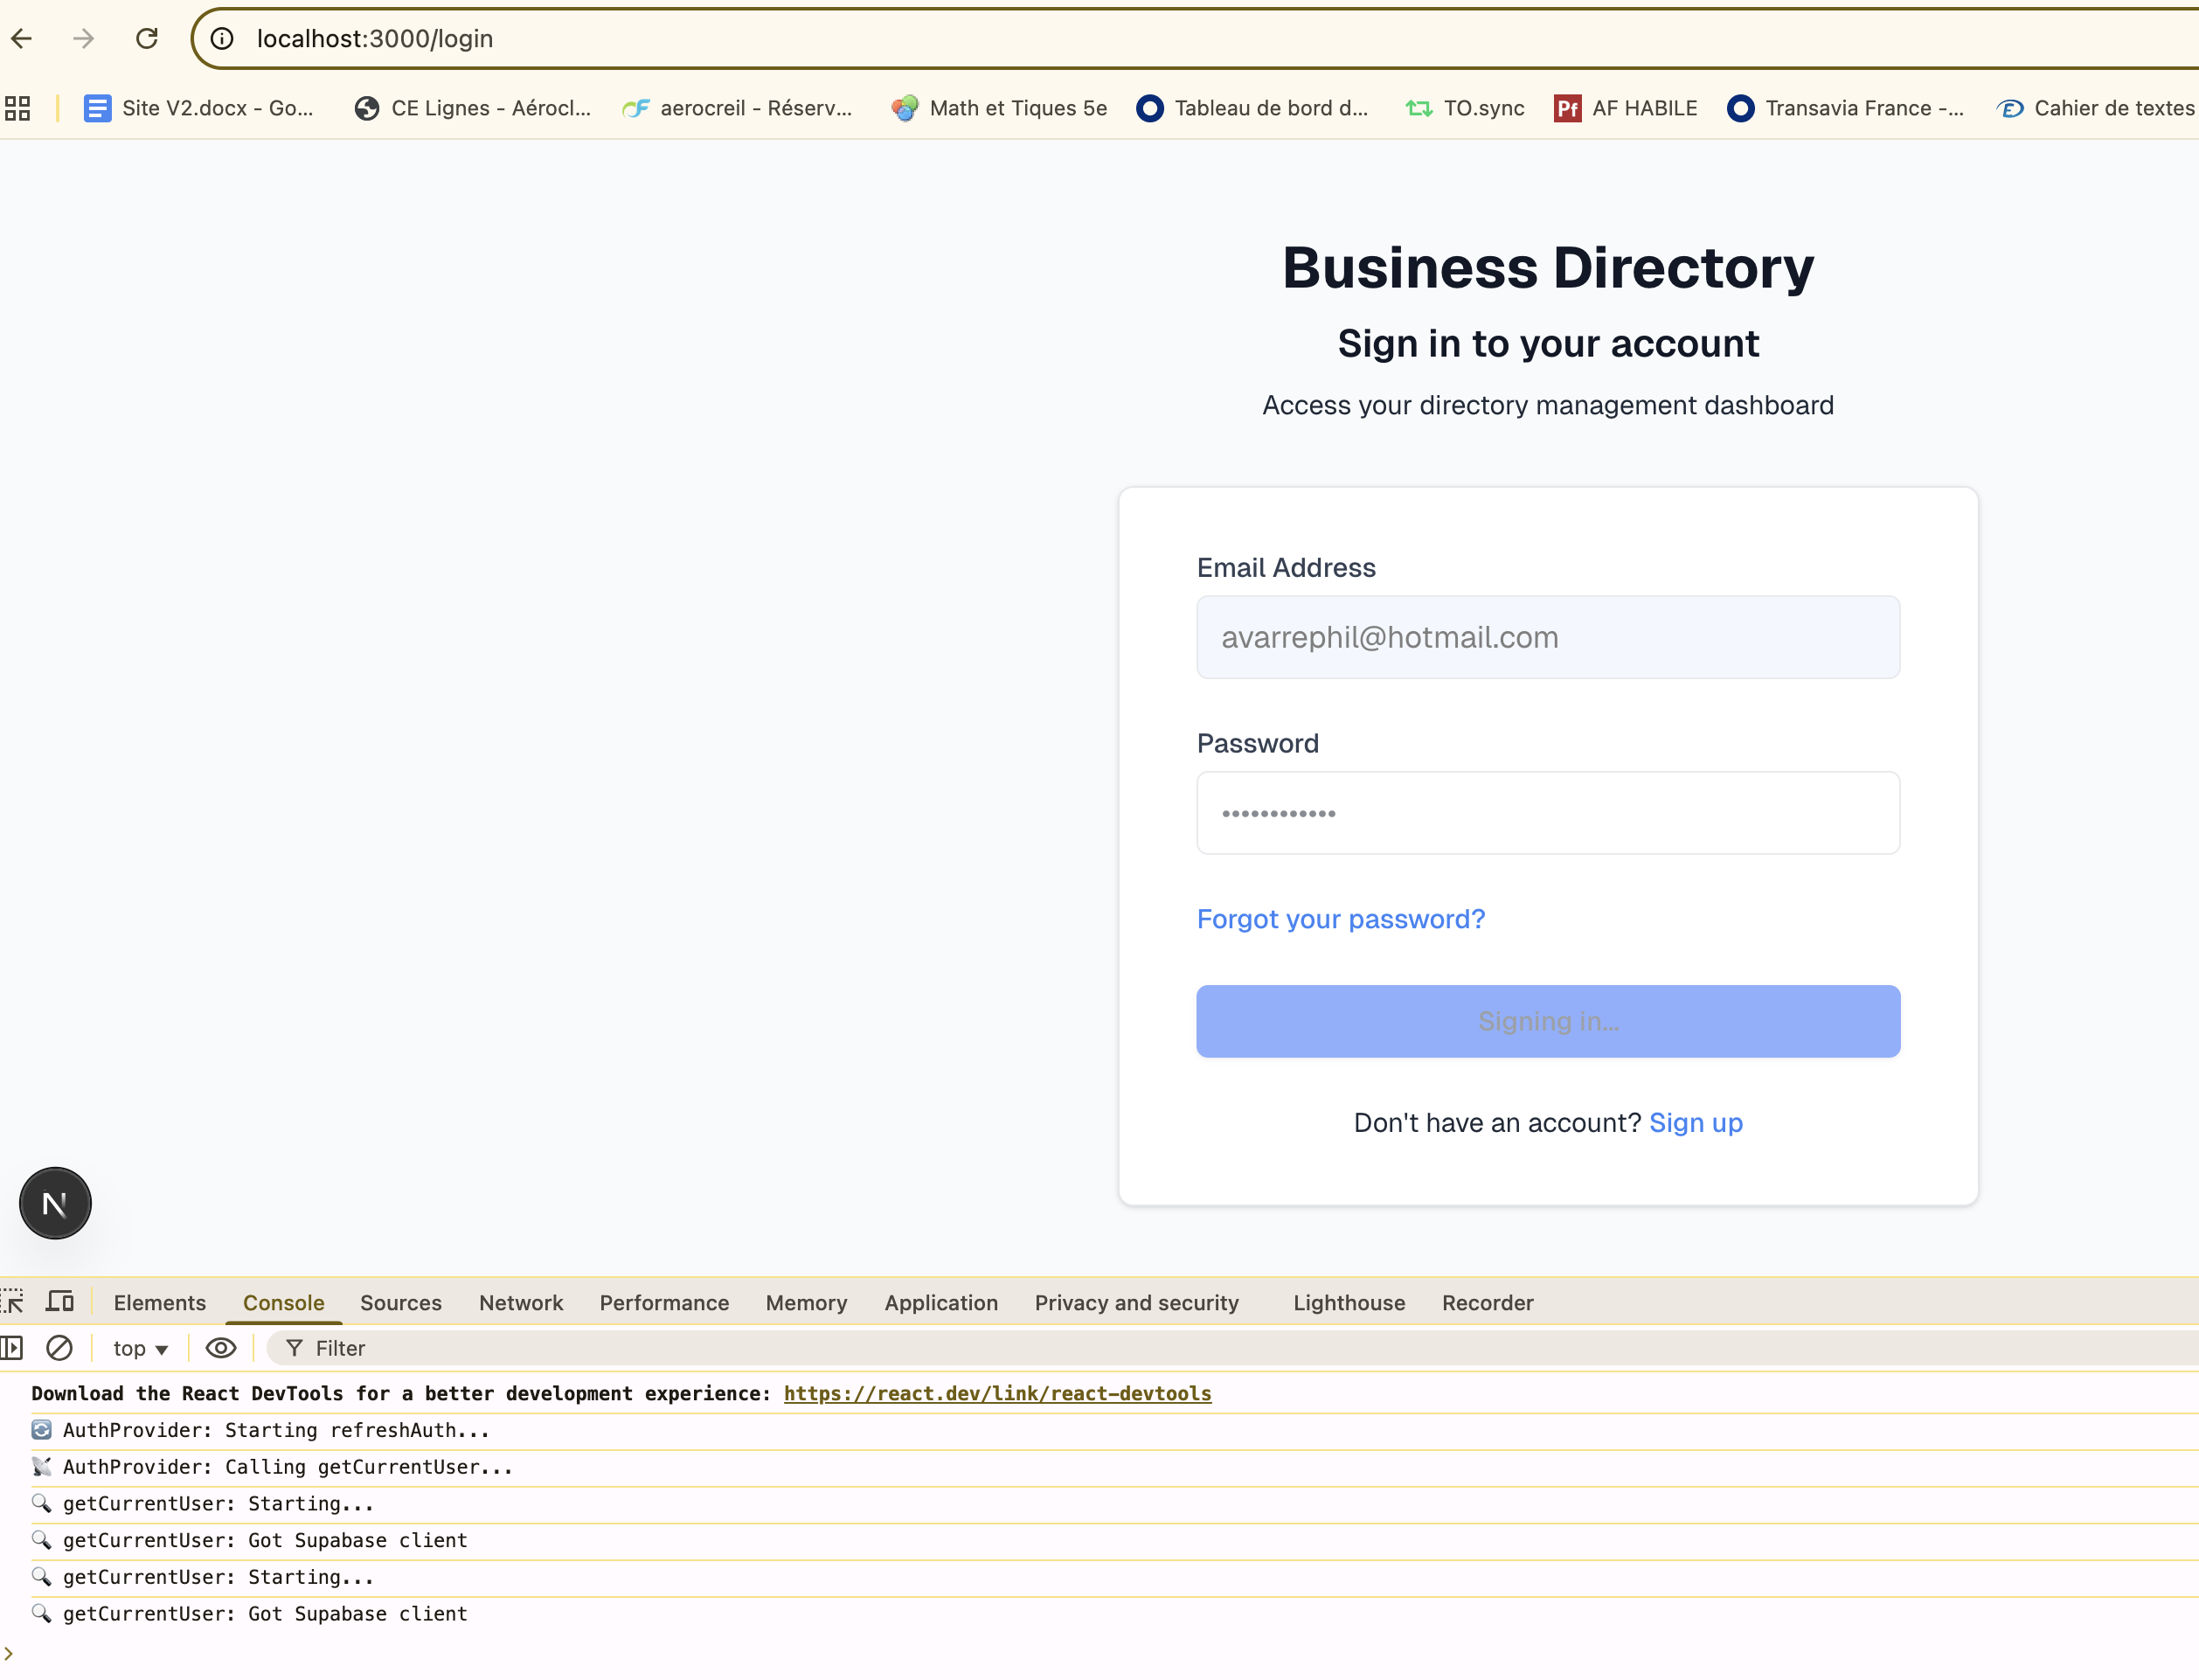 localhost:3000/login
Site V2.docx - Go... CE Lignes - Aérocl... aerocreil - Réserv... Math et Tiques 5e Tableau de bord d... TO.sync Pf AF HABILE Transavia France -... Cahier de textes
Business Directory
Sign in to your account
Access your directory management dashboard
Email Address
avarrephil@hotmail.com
Password
••••••••••••
Forgot your password?
Signing in...
Don't have an account? Sign up
N
Elements Console Sources Network Performance Memory Application Privacy and security Lighthouse Recorder
top Filter
Download the React DevTools for a better development experience: https://react.dev/link/react-devtools
AuthProvider: Starting refreshAuth...
AuthProvider: Calling getCurrentUser...
getCurrentUser: Starting...
getCurrentUser: Got Supabase client
getCurrentUser: Starting...
getCurrentUser: Got Supabase client